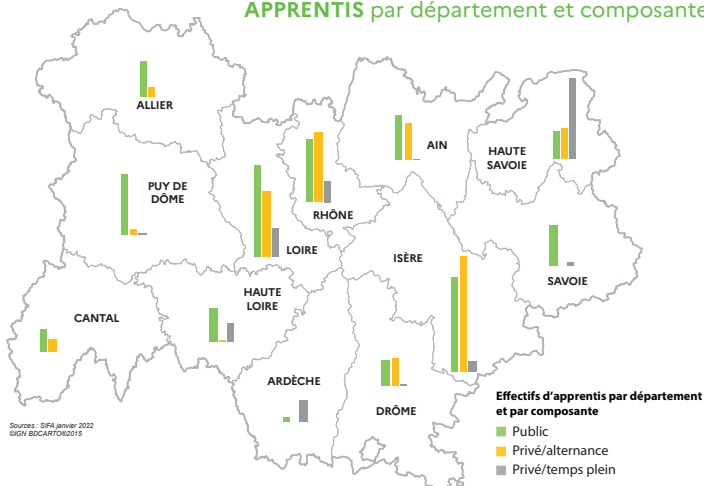 APPRENTIS par département et composante
ALLIER
AIN
HAUTE
SAVOIE
PUY DE
DÔME
RHÔNE
LOIRE
ISÈRE
SAVOIE
HAUTE
LOIRE
CANTAL
ARDÈCHE
DRÔME
Sources : SIFA janvier 2022
©IGN BDCARTO®2015
Effectifs d'apprentis par département
et par composante
Public
Privé/alternance
Privé/temps plein